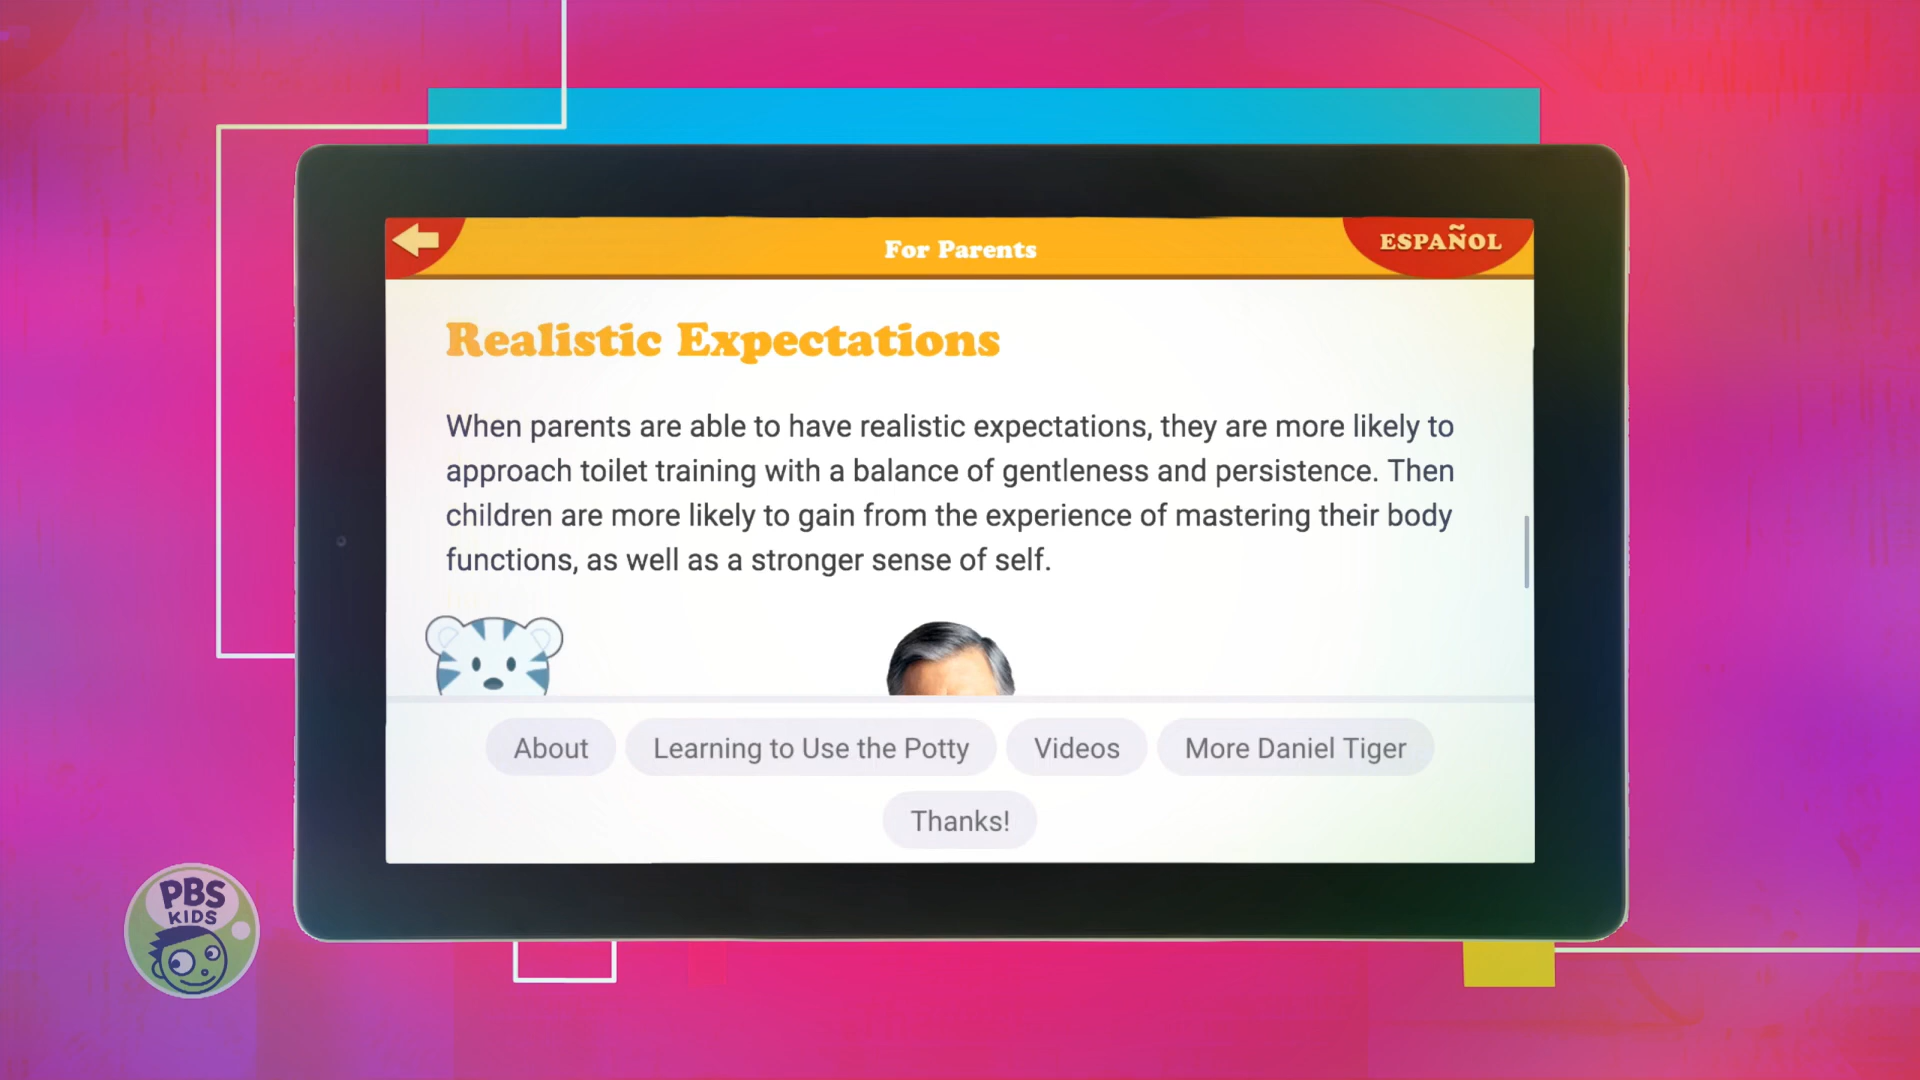 For Parents
ESPAÑOL
Realistic Expectations
When parents are able to have realistic expectations, they are more likely to
approach toilet training with a balance of gentleness and persistence. Then
children are more likely to gain from the experience of mastering their body
functions, as well as a stronger sense of self.
About
Learning to Use the Potty
Videos
More Daniel Tiger
Thanks!
PBS
KIDS